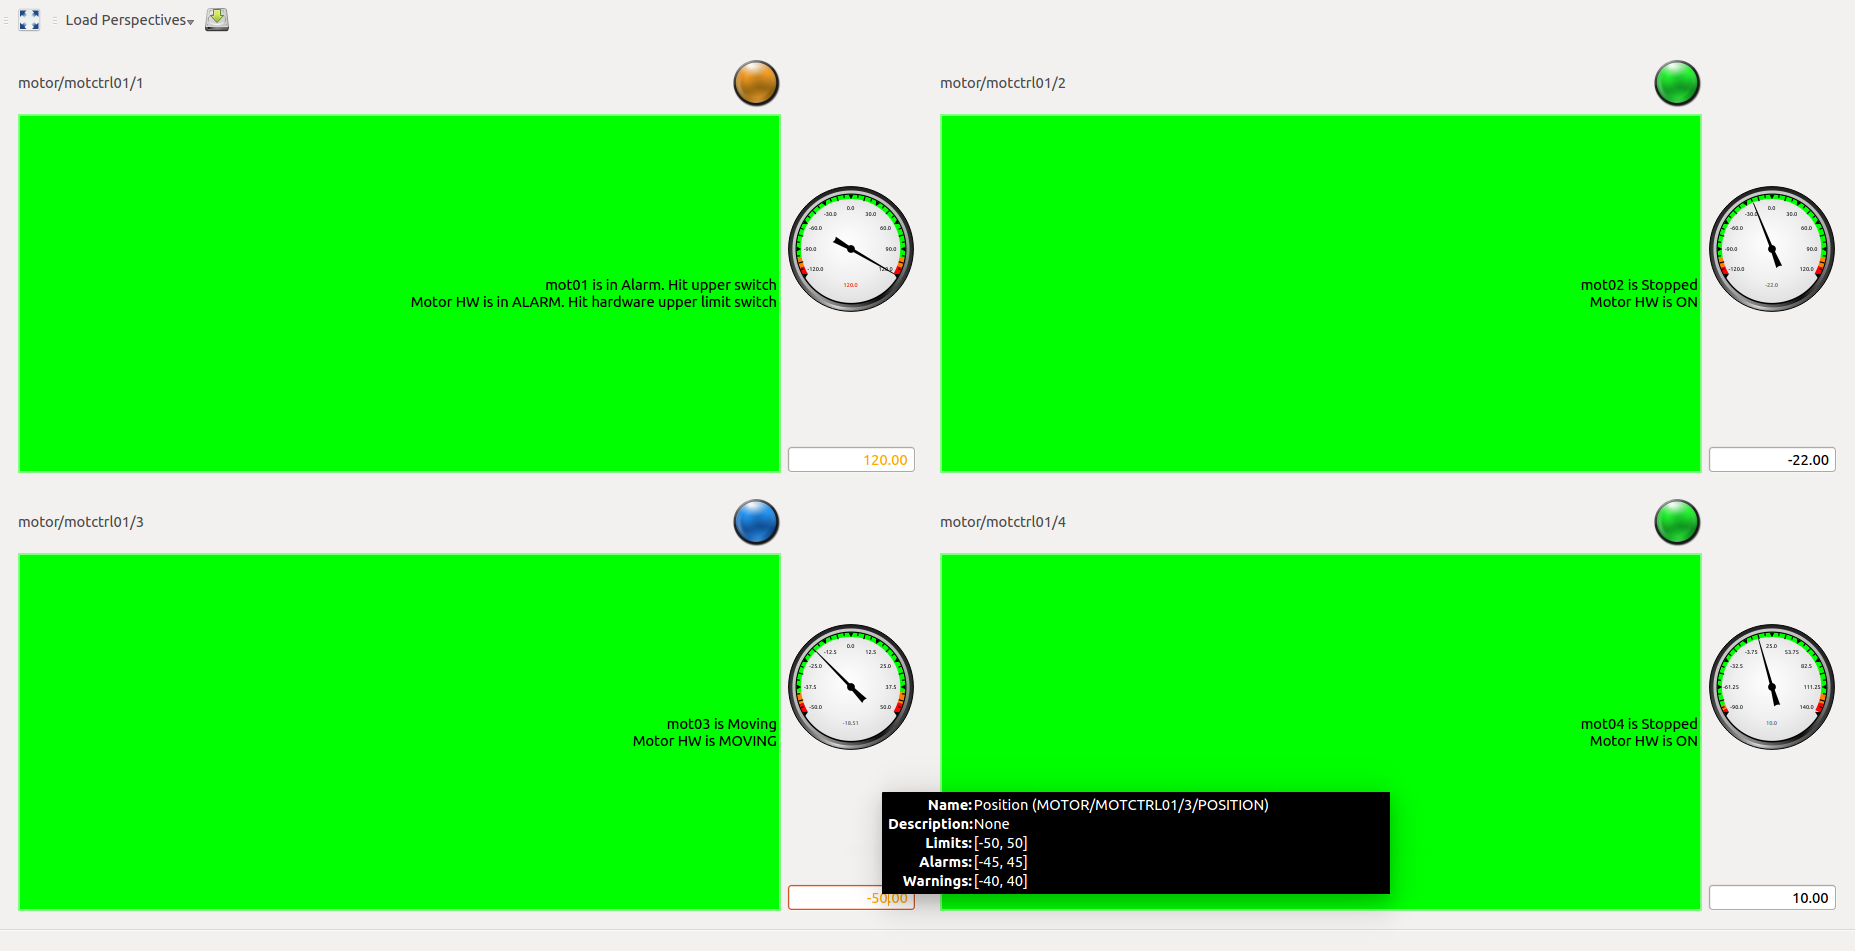 Load Perspectives
motor/motctrl01/1
mot01 is in Alarm. Hit upper switch
Motor HW is in ALARM. Hit hardware upper limit switch
0.0
-30.0 30.0
-60.0 60.0
-90.0 90.0
-120.0 120.0
120.0
120.00
motor/motctrl01/2
mot02 is Stopped
Motor HW is ON
0.0
-30.0 30.0
-60.0 60.0
-90.0 90.0
-120.0 120.0
-22.0
-22.00
motor/motctrl01/3
mot03 is Moving
Motor HW is MOVING
0.0
-12.5 12.5
-25.0 25.0
-37.5 37.5
-50.0 50.0
-18.51
-50.00
motor/motctrl01/4
mot04 is Stopped
Motor HW is ON
25.0
-3.75 53.75
-32.5 82.5
-61.25 111.25
-90.0 140.0
10.0
10.00
Name: Position (MOTOR/MOTCTRL01/3/POSITION)
Description: None
Limits: [-50, 50]
Alarms: [-45, 45]
Warnings: [-40, 40]